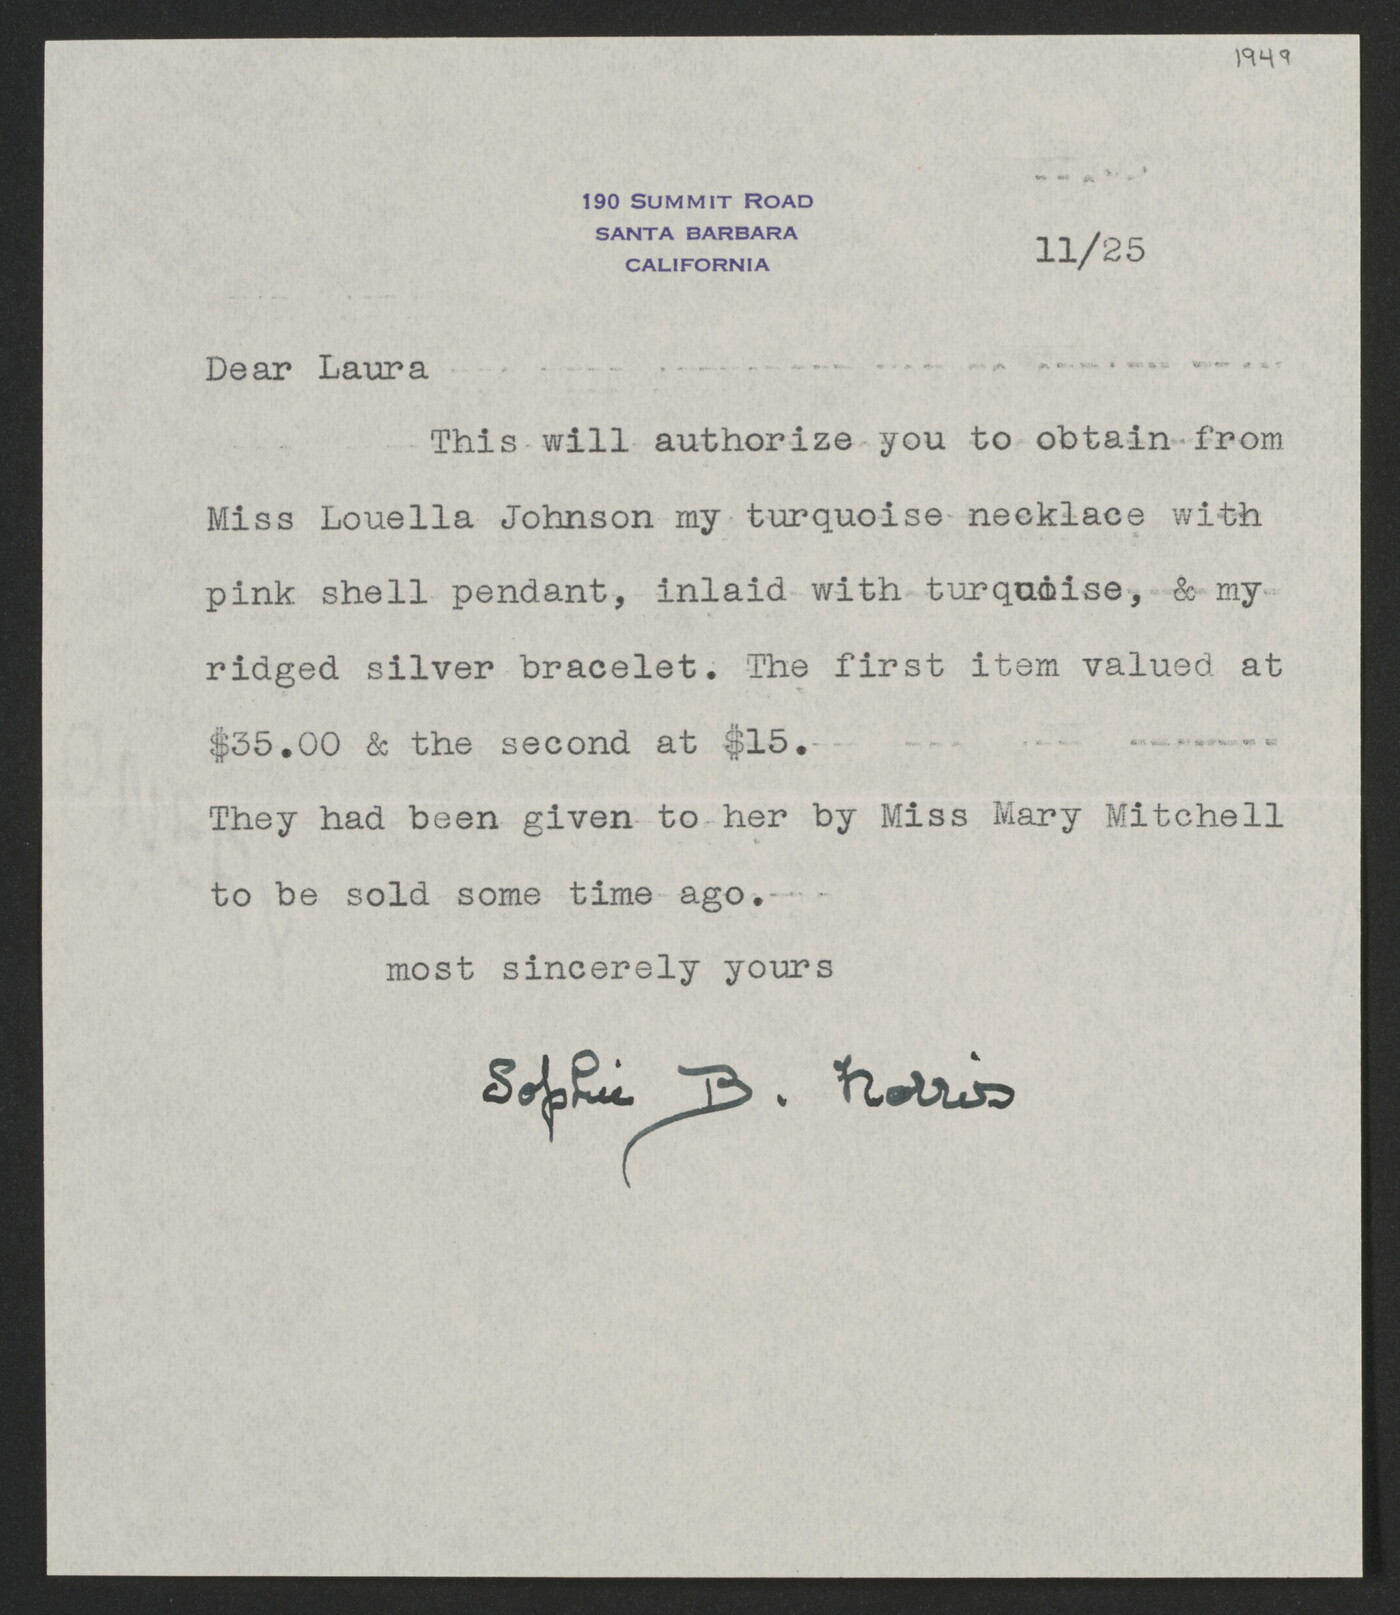 1949
190 SUMMIT ROAD
SANTA BARBARA
CALIFORNIA
11/25
Dear Laura
This will authorize you to obtain from
Miss Louella Johnson my turquoise necklace with
pink shell pendant, inlaid with turquoise, & my
ridged silver bracelet. The first item valued at
$35.00 & the second at $15.
They had been given to her by Miss Mary Mitchell
to be sold some time ago.
most sincerely yours
Sophie B. Norris